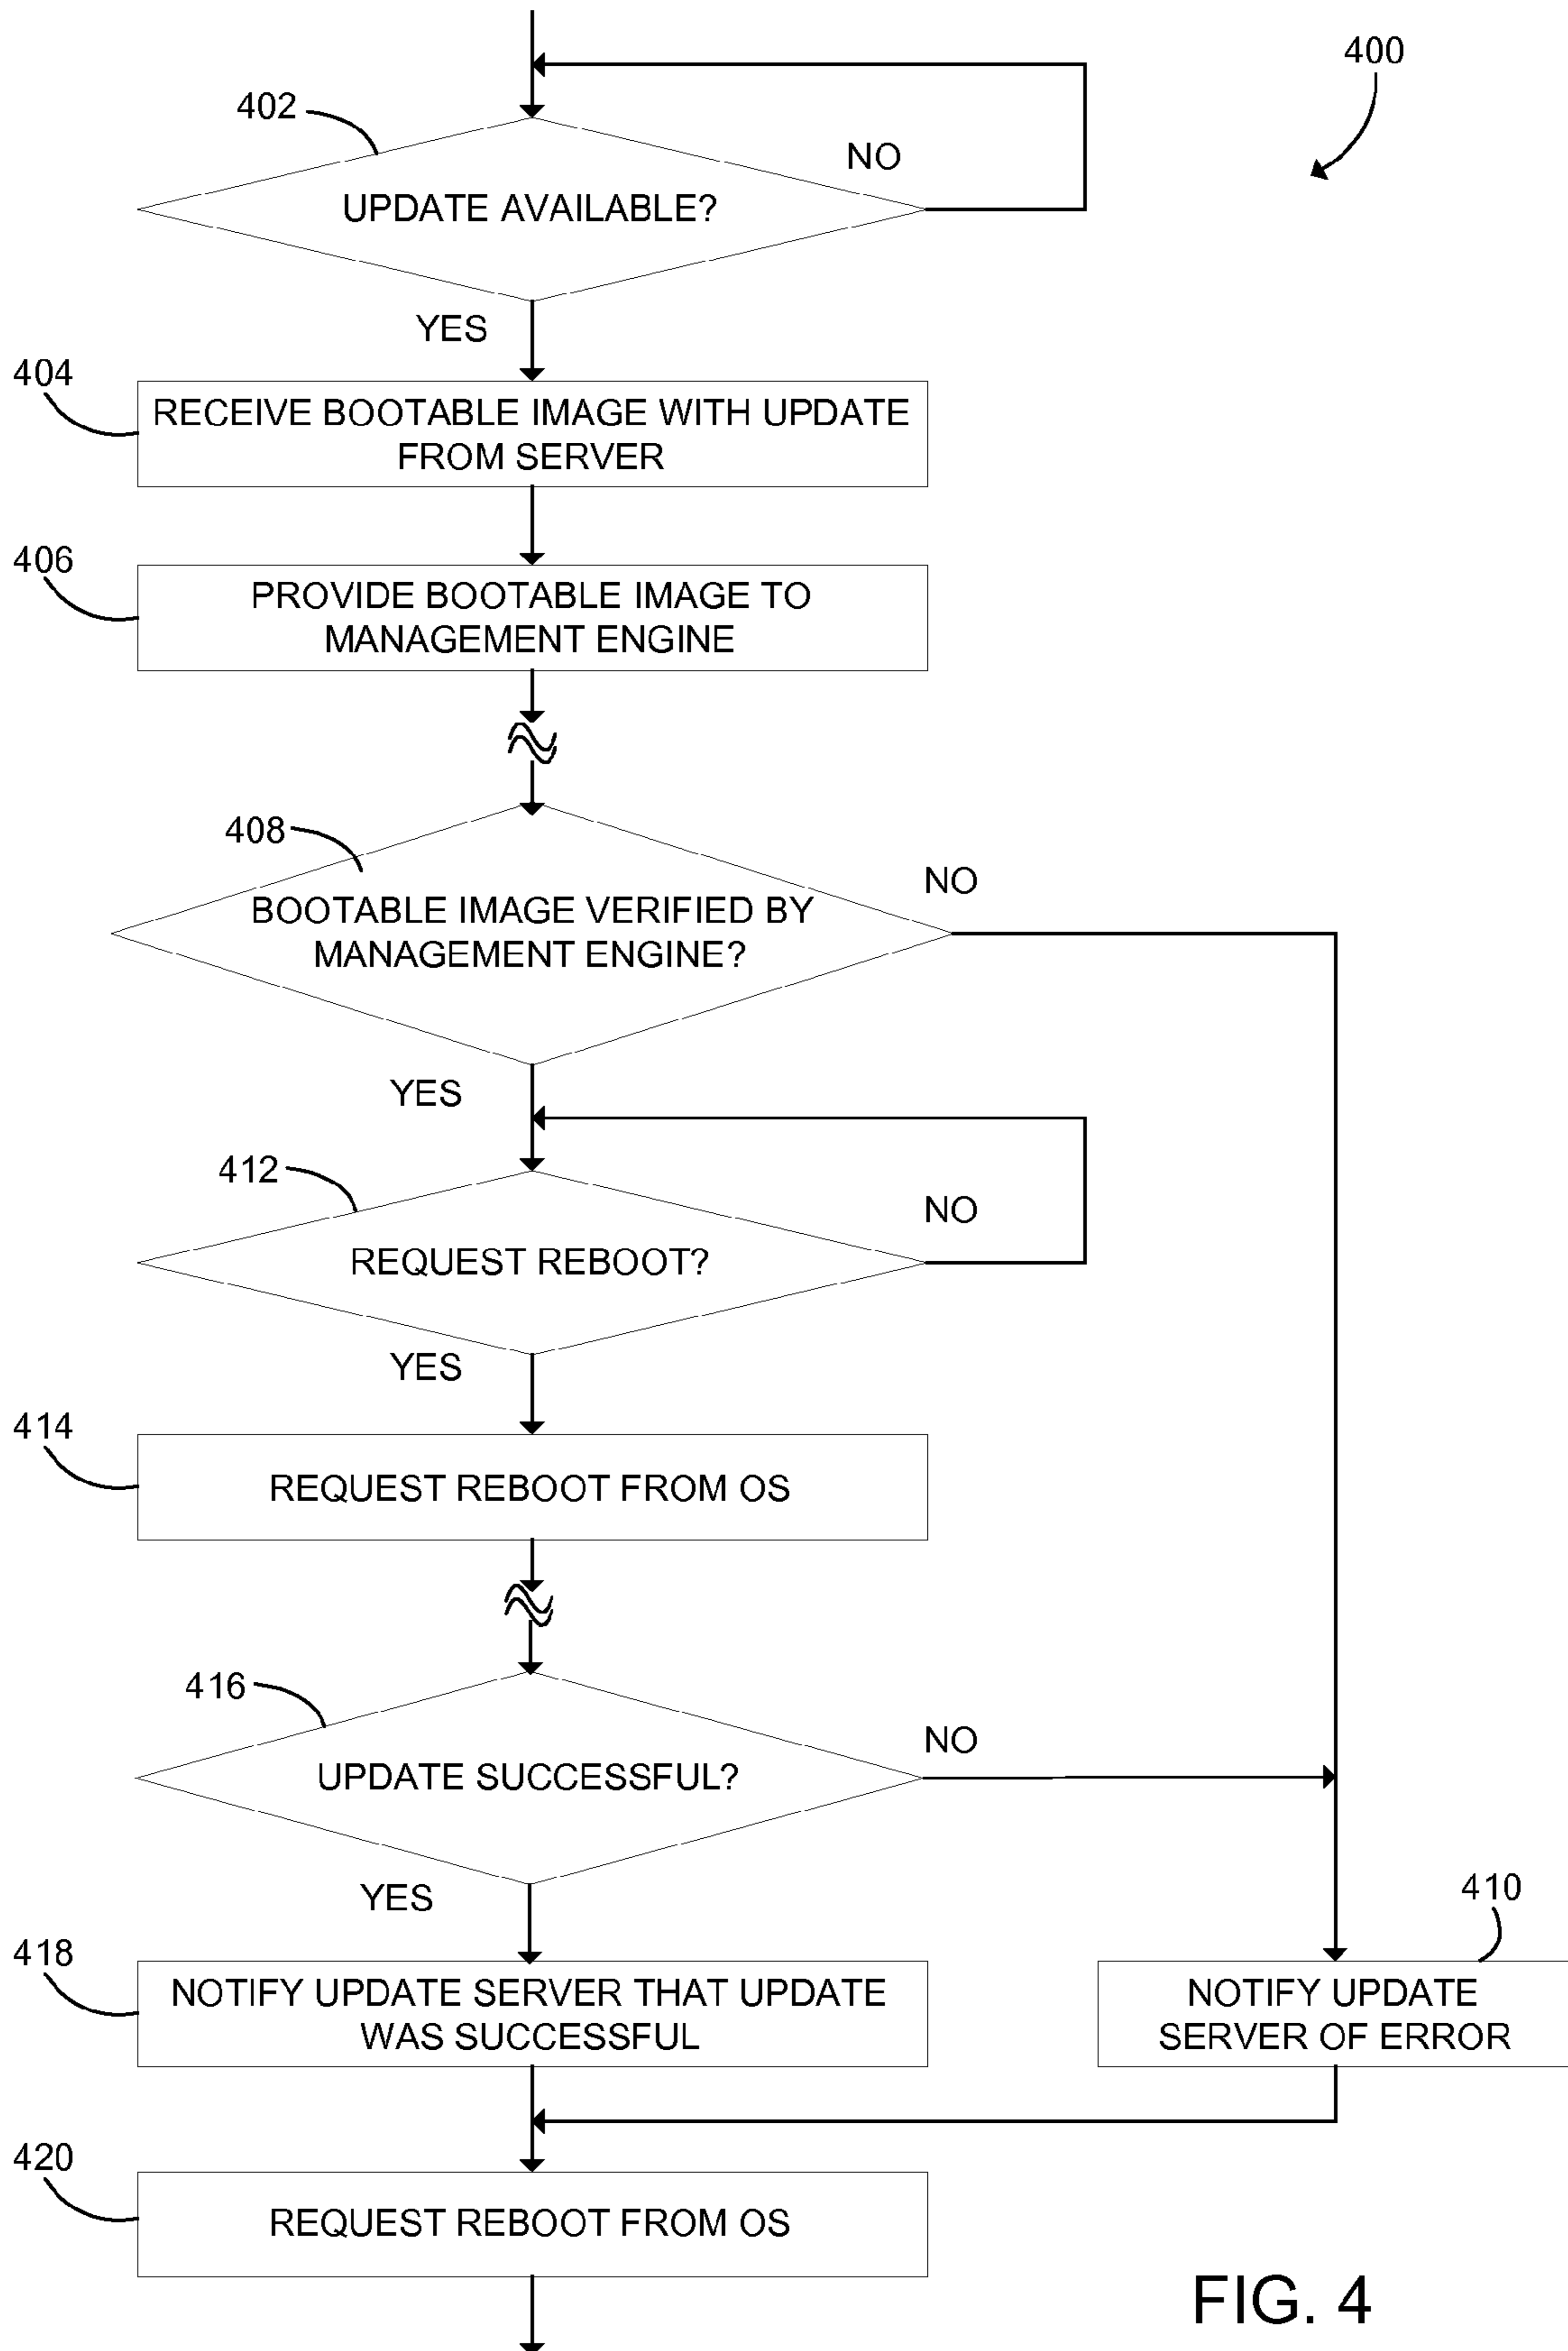 400
402
NO
UPDATE AVAILABLE?
YES
404
RECEIVE BOOTABLE IMAGE WITH UPDATE
FROM SERVER
406
PROVIDE BOOTABLE IMAGE TO
MANAGEMENT ENGINE
408
NO
BOOTABLE IMAGE VERIFIED BY
MANAGEMENT ENGINE?
YES
412
NO
REQUEST REBOOT?
YES
414
REQUEST REBOOT FROM OS
416
NO
UPDATE SUCCESSFUL?
YES
410
418
NOTIFY UPDATE SERVER THAT UPDATE
WAS SUCCESSFUL
NOTIFY UPDATE
SERVER OF ERROR
420
REQUEST REBOOT FROM OS
FIG. 4